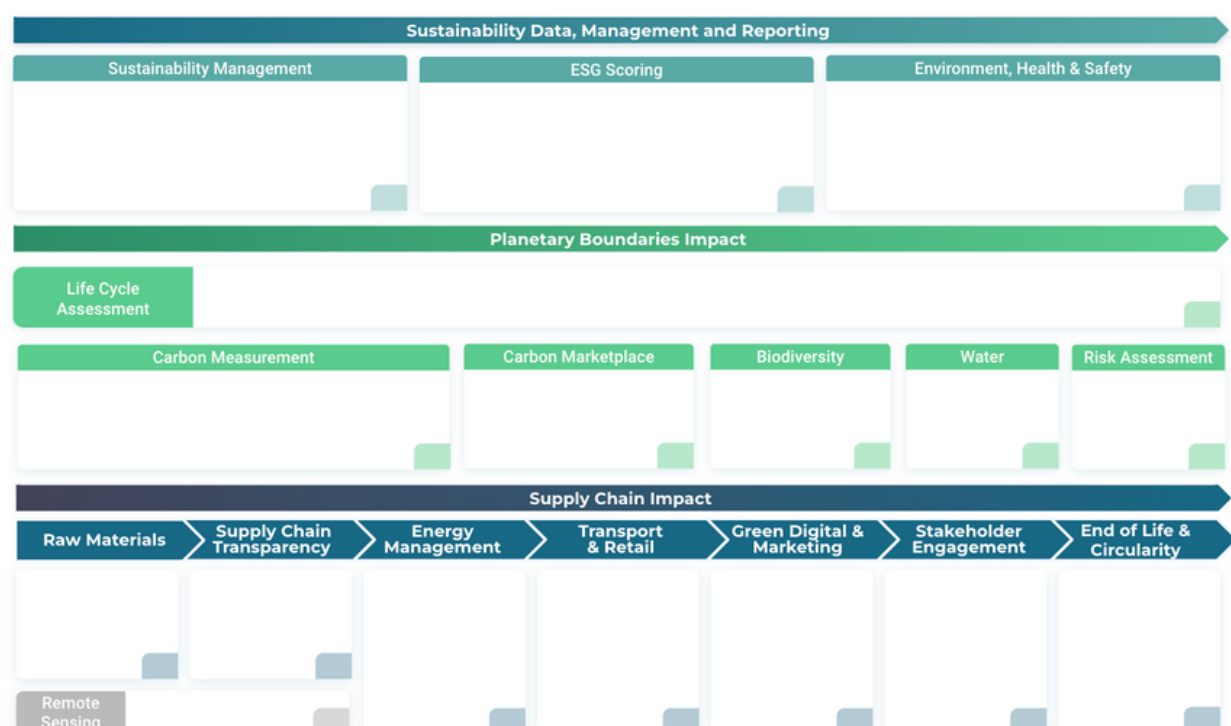 Sustainability Data, Management and Reporting
Sustainability Management
ESG Scoring
Environment, Health & Safety
Planetary Boundaries Impact
Life Cycle
Assessment
Carbon Measurement
Carbon Marketplace
Biodiversity
Water
Risk Assessment
Supply Chain Impact
Raw Materials
Supply Chain
Transparency
Energy
Management
Transport
& Retail
Green Digital &
Marketing
Stakeholder
Engagement
End of Life &
Circularity
Remote
Sensing